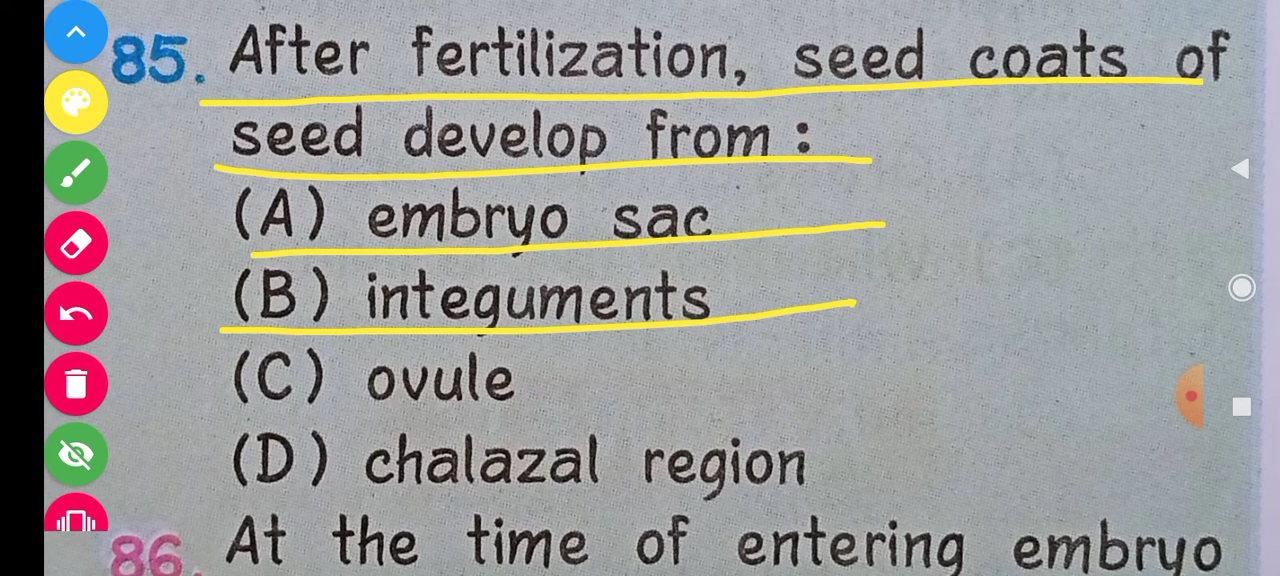 85. After fertilization, seed coats of
seed develop from :
(A) embryo sac
(B) integuments
(C) ovule
(D) chalazal region
86. At the time of entering embryo